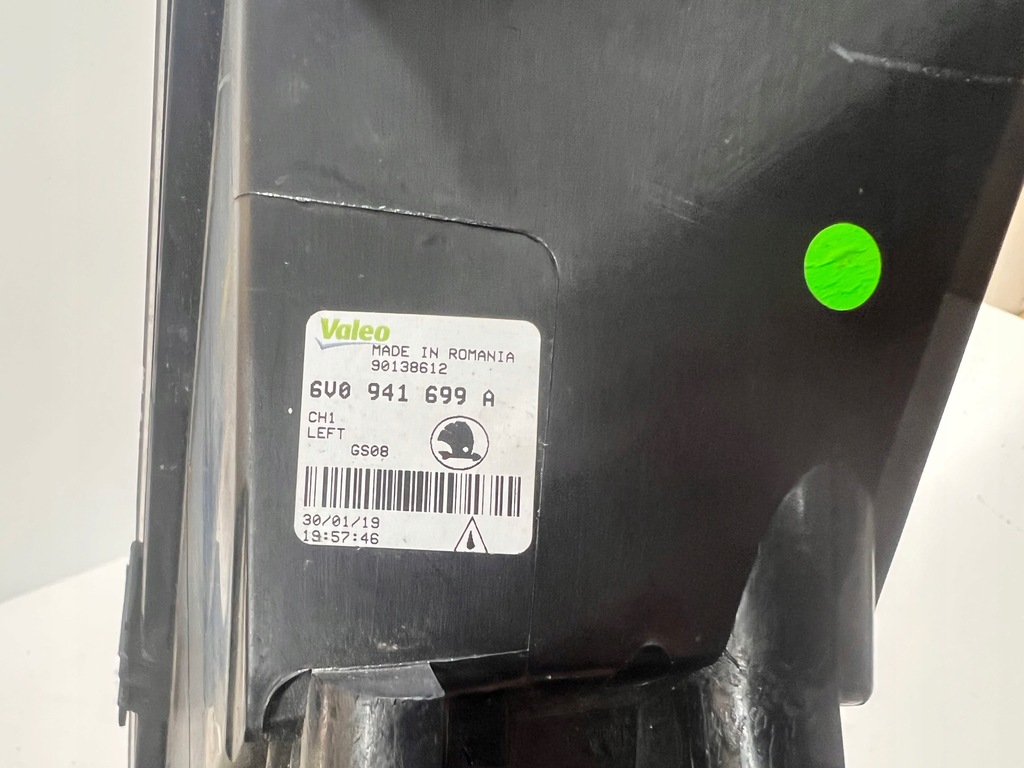 Valeo
MADE IN ROMANIA
90138612
6V0 941 699 A
CH1
LEFT
GS08
30/01/19
19:57:46